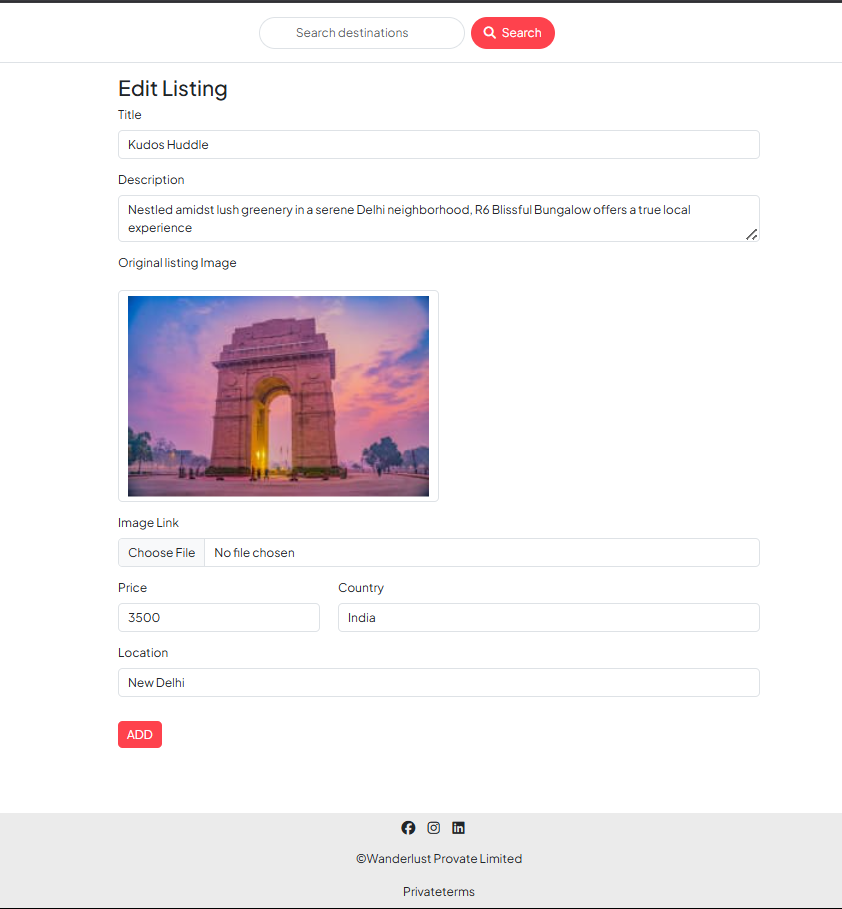 Search destinations
Search
Edit Listing
Title
Kudos Huddle
Description
Nestled amidst lush greenery in a serene Delhi neighborhood, R6 Blissful Bungalow offers a true local
experience
Original listing Image
Image Link
Choose File No file chosen
Price Country
3500 India
Location
New Delhi
ADD
©Wanderlust Provate Limited
Privateterms